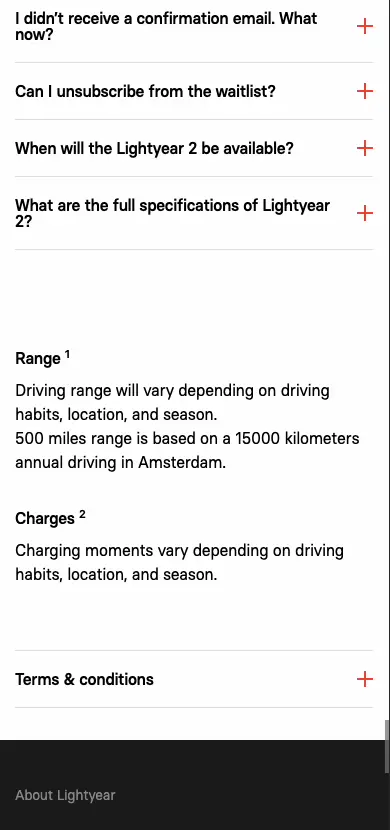 I didn't receive a confirmation email. What
now?
Can I unsubscribe from the waitlist?
When will the Lightyear 2 be available?
What are the full specifications of Lightyear
2?
Range 1
Driving range will vary depending on driving
habits, location, and season.
500 miles range is based on a 15000 kilometers
annual driving in Amsterdam.
Charges 2
Charging moments vary depending on driving
habits, location, and season.
Terms & conditions
About Lightyear